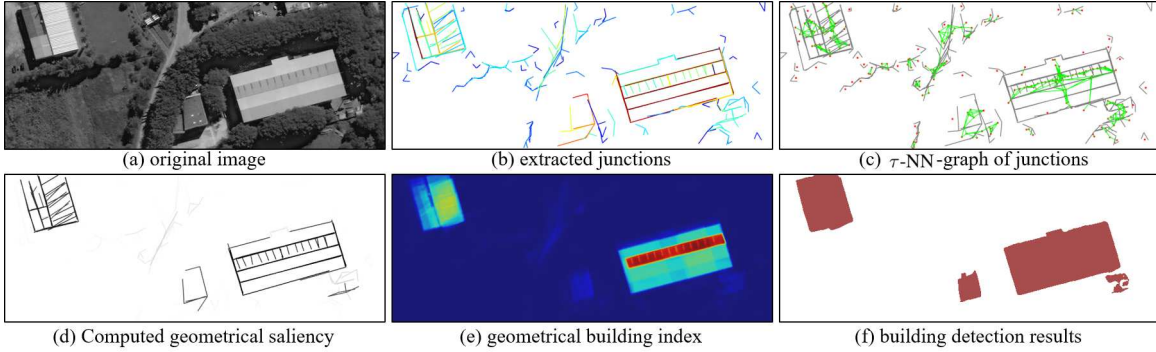 (a) original image
(b) extracted junctions
(c) τ-NN-graph of junctions
(d) Computed geometrical saliency
(e) geometrical building index
(f) building detection results